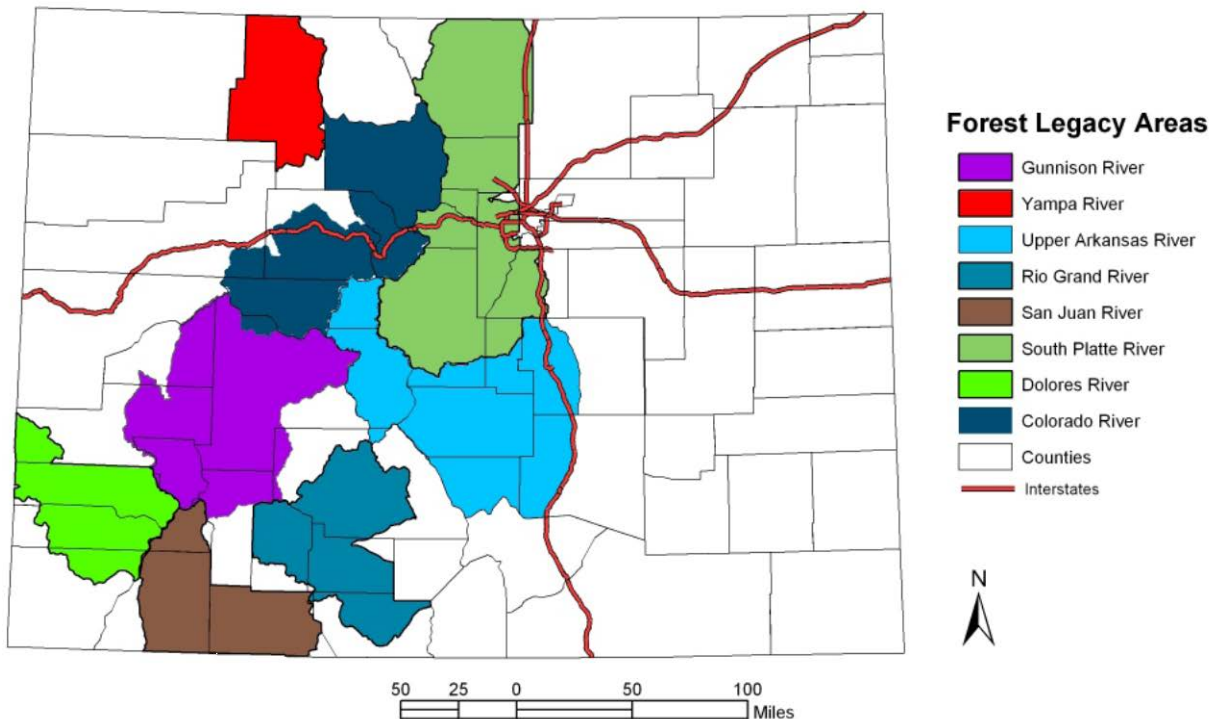 Forest Legacy Areas
Gunnison River
Yampa River
Upper Arkansas River
Rio Grand River
San Juan River
South Platte River
Dolores River
Colorado River
Counties
Interstates
N
50 25 0 50 100
Miles